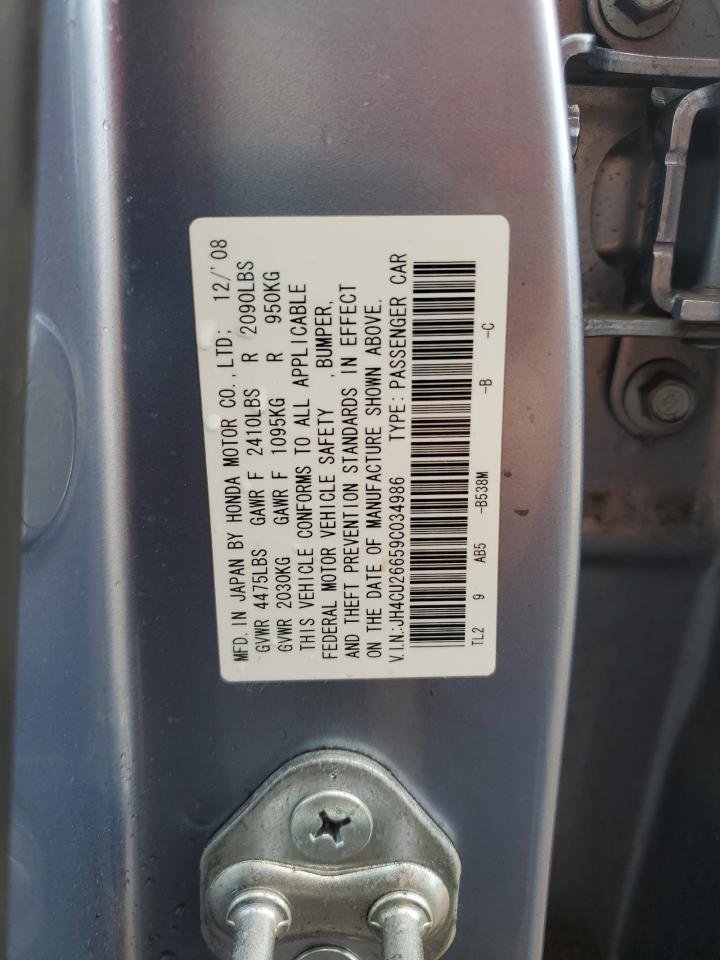 MFD. IN JAPAN BY HONDA MOTOR CO., LTD; 12/'08
GVWR 4475LBS GAWR F 2410LBS R 2090LBS
GVWR 2030KG GAWR F 1095KG R 950KG
THIS VEHICLE CONFORMS TO ALL APPLICABLE
FEDERAL MOTOR VEHICLE SAFETY , BUMPER,
AND THEFT PREVENTION STANDARDS IN EFFECT
ON THE DATE OF MANUFACTURE SHOWN ABOVE.
V.I.N:JH4CU26659C034986 TYPE: PASSENGER CAR
TL2 9 AB5 -B538M -B -C